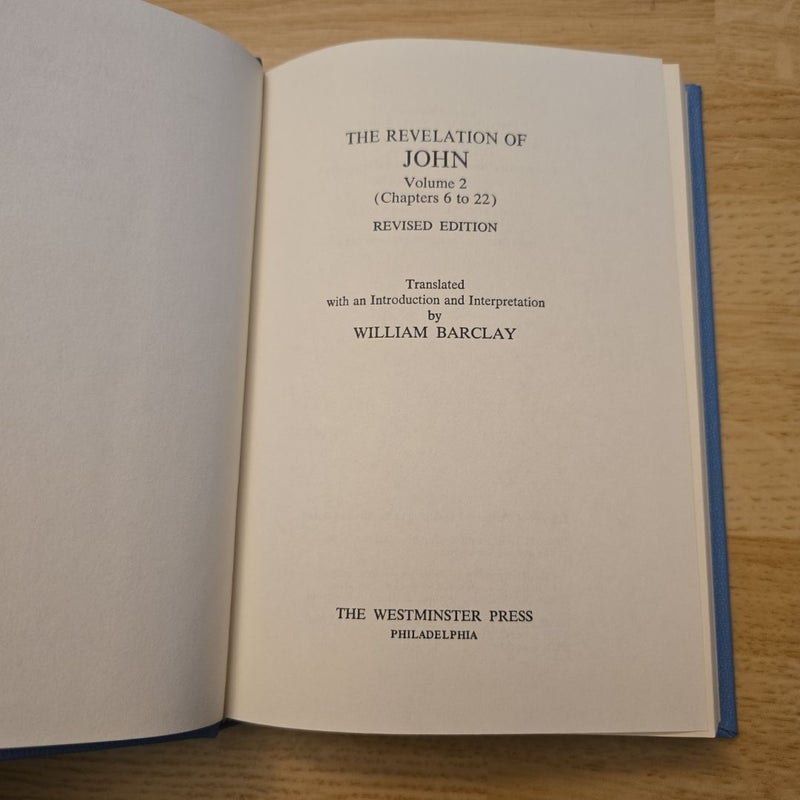 THE REVELATION OF
JOHN
Volume 2
(Chapters 6 to 22)
REVISED EDITION
Translated
with an Introduction and Interpretation
by
WILLIAM BARCLAY
THE WESTMINSTER PRESS
PHILADELPHIA